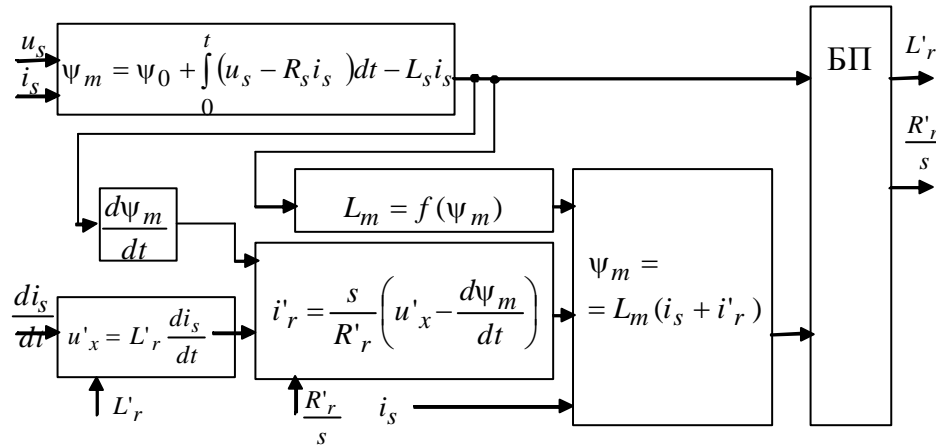 u_s
i_s
ψ_m = ψ_0 + ∫_0^t (u_s − R_s i_s )dt − L_s i_s
БП
L'_r
R'_r/s
dψ_m/dt
L_m = f(ψ_m)
di_s/dt
u'_x = L'_r di_s/dt
i'_r = s/R'_r (u'_x − dψ_m/dt)
ψ_m =
= L_m (i_s + i'_r)
L'_r
R'_r/s
i_s